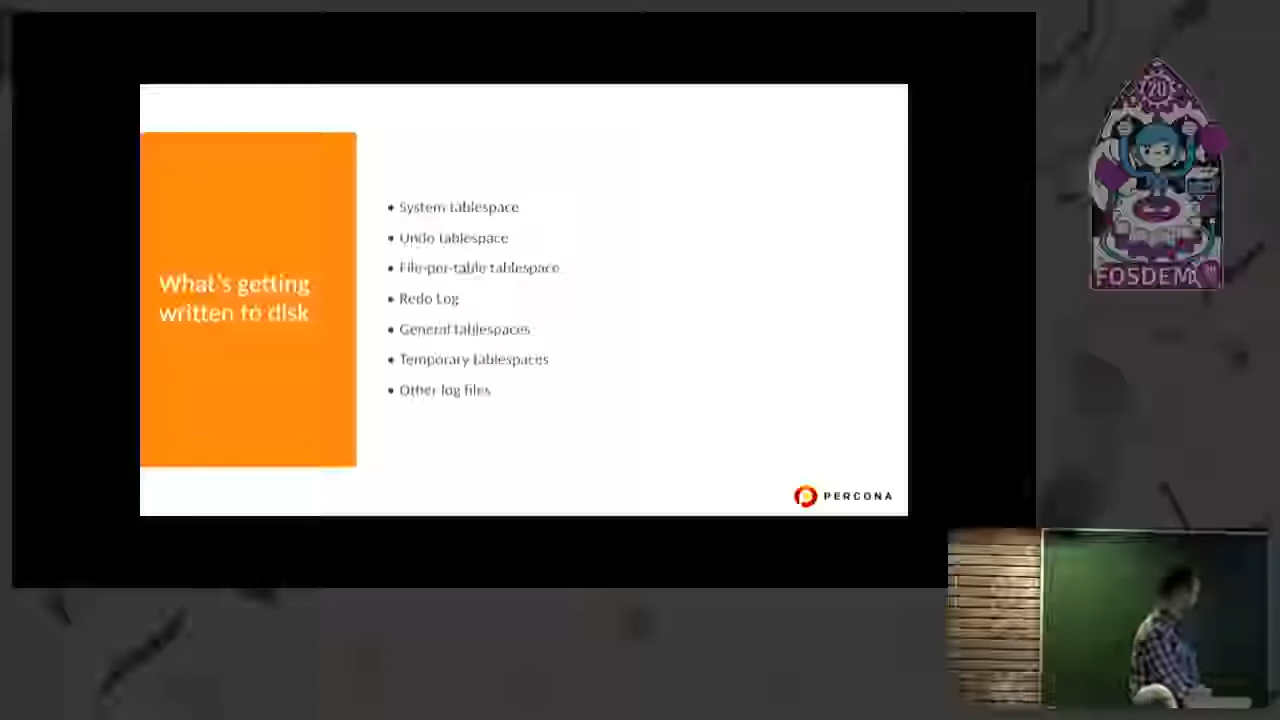 What's getting
written to disk
• System tablespace
• Undo tablespace
• File-per-table tablespace
• Redo Log
• General tablespaces
• Temporary tablespaces
• Other log files
PERCONA
20
FOSDEM